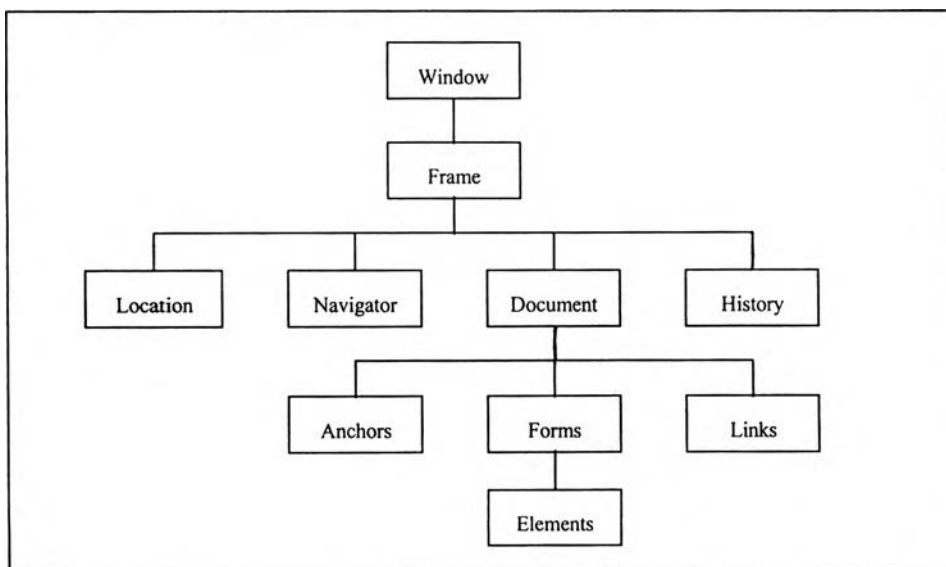 Window
Frame
Location Navigator Document History
Anchors Forms Links
Elements